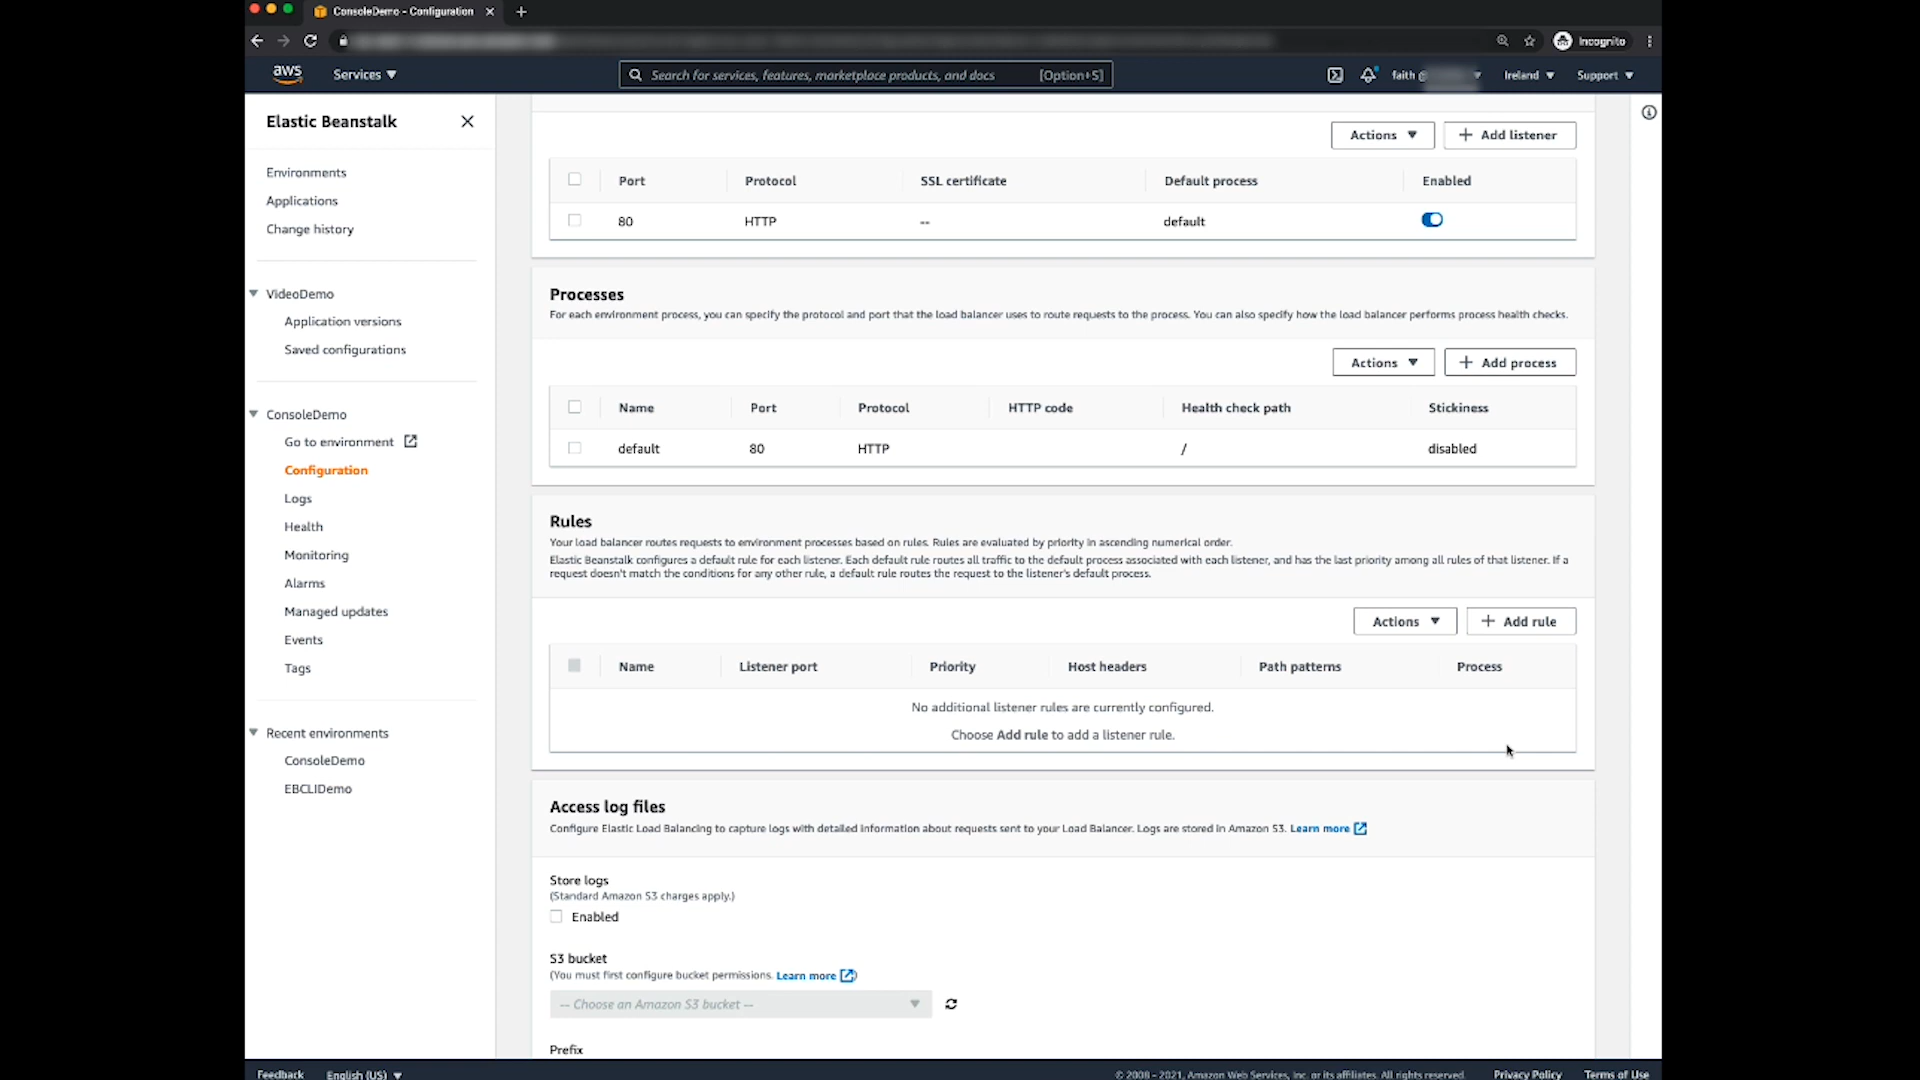 ConsoleDemo - Configuration
Incognito
aws
Services
Search for services, features, marketplace products, and docs
[Option+S]
faith @
Ireland
Support
Elastic Beanstalk
Environments
Applications
Change history
VideoDemo
Application versions
Saved configurations
ConsoleDemo
Go to environment
Configuration
Logs
Health
Monitoring
Alarms
Managed updates
Events
Tags
Recent environments
ConsoleDemo
EBCLIDemo
Actions
Add listener
Port Protocol SSL certificate Default process Enabled
80 HTTP -- default
Processes
For each environment process, you can specify the protocol and port that the load balancer uses to route requests to the process. You can also specify how the load balancer performs process health checks.
Actions
Add process
Name Port Protocol HTTP code Health check path Stickiness
default 80 HTTP / disabled
Rules
Your load balancer routes requests to environment processes based on rules. Rules are evaluated by priority in ascending numerical order.
Elastic Beanstalk configures a default rule for each listener. Each default rule routes all traffic to the default process associated with each listener, and has the last priority among all rules of that listener. If a
request doesn't match the conditions for any other rule, a default rule routes the request to the listener's default process.
Actions
Add rule
Name Listener port Priority Host headers Path patterns Process
No additional listener rules are currently configured.
Choose Add rule to add a listener rule.
Access log files
Configure Elastic Load Balancing to capture logs with detailed information about requests sent to your Load Balancer. Logs are stored in Amazon S3. Learn more
Store logs
(Standard Amazon S3 charges apply.)
Enabled
S3 bucket
(You must first configure bucket permissions. Learn more)
-- Choose an Amazon S3 bucket --
Prefix
Feedback
English (US)
© 2008 - 2021, Amazon Web Services, Inc. or its affiliates. All rights reserved.
Privacy Policy
Terms of Use